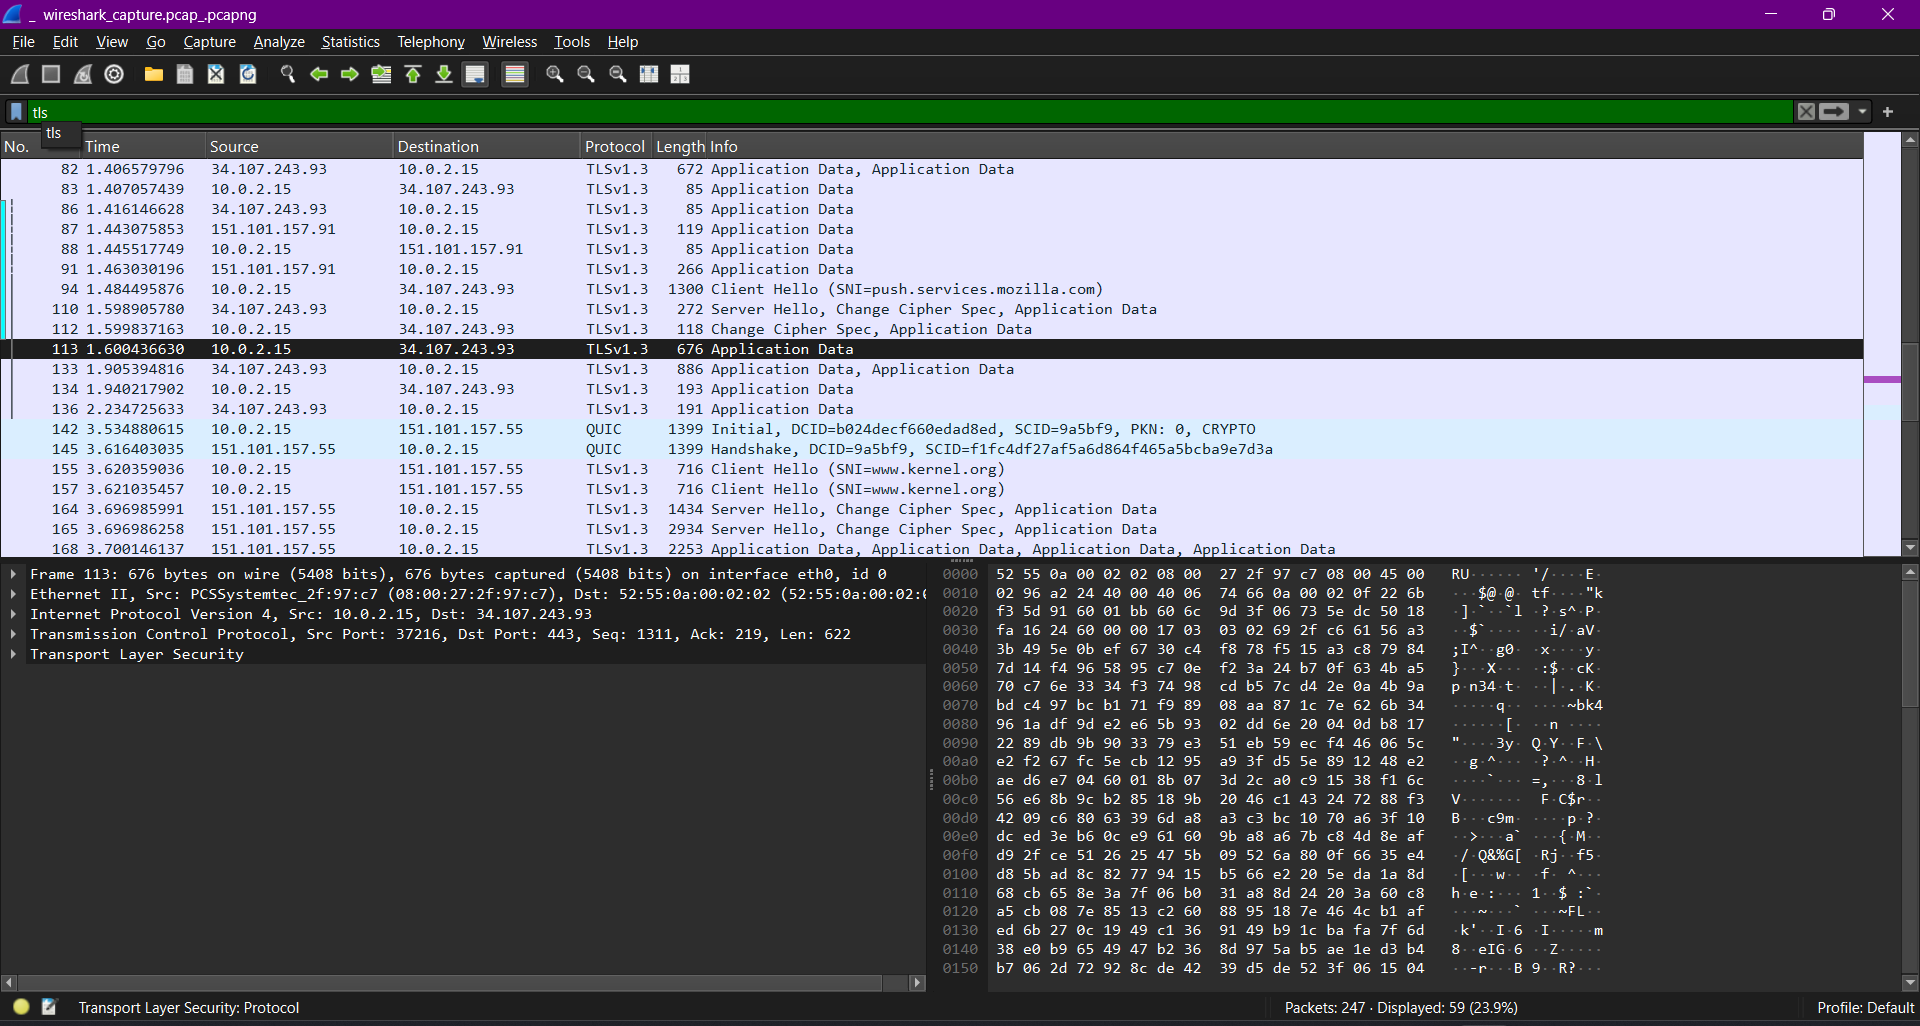 _ wireshark_capture.pcap_.pcapng
File Edit View Go Capture Analyze Statistics Telephony Wireless Tools Help
tls
tls
No. Time Source Destination Protocol Length Info
82 1.406579796 34.107.243.93 10.0.2.15 TLSv1.3 672 Application Data, Application Data
83 1.407057439 10.0.2.15 34.107.243.93 TLSv1.3 85 Application Data
86 1.416146628 34.107.243.93 10.0.2.15 TLSv1.3 85 Application Data
87 1.443075853 151.101.157.91 10.0.2.15 TLSv1.3 119 Application Data
88 1.445517749 10.0.2.15 151.101.157.91 TLSv1.3 85 Application Data
91 1.463030196 151.101.157.91 10.0.2.15 TLSv1.3 266 Application Data
94 1.484495876 10.0.2.15 34.107.243.93 TLSv1.3 1300 Client Hello (SNI=push.services.mozilla.com)
110 1.598905780 34.107.243.93 10.0.2.15 TLSv1.3 272 Server Hello, Change Cipher Spec, Application Data
112 1.599837163 10.0.2.15 34.107.243.93 TLSv1.3 118 Change Cipher Spec, Application Data
113 1.600436630 10.0.2.15 34.107.243.93 TLSv1.3 676 Application Data
133 1.905394816 34.107.243.93 10.0.2.15 TLSv1.3 886 Application Data, Application Data
134 1.940217902 10.0.2.15 34.107.243.93 TLSv1.3 193 Application Data
136 2.234725633 34.107.243.93 10.0.2.15 TLSv1.3 191 Application Data
142 3.534880615 10.0.2.15 151.101.157.55 QUIC 1399 Initial, DCID=b024decf660edad8ed, SCID=9a5bf9, PKN: 0, CRYPTO
145 3.616403035 151.101.157.55 10.0.2.15 QUIC 1399 Handshake, DCID=9a5bf9, SCID=f1fc4df27af5a6d864f465a5bcba9e7d3a
155 3.620359036 10.0.2.15 151.101.157.55 TLSv1.3 716 Client Hello (SNI=www.kernel.org)
157 3.621035457 10.0.2.15 151.101.157.55 TLSv1.3 716 Client Hello (SNI=www.kernel.org)
164 3.696985991 151.101.157.55 10.0.2.15 TLSv1.3 1434 Server Hello, Change Cipher Spec, Application Data
165 3.696986258 151.101.157.55 10.0.2.15 TLSv1.3 2934 Server Hello, Change Cipher Spec, Application Data
168 3.700146137 151.101.157.55 10.0.2.15 TLSv1.3 2253 Application Data, Application Data, Application Data, Application Data
Frame 113: 676 bytes on wire (5408 bits), 676 bytes captured (5408 bits) on interface eth0, id 0
Ethernet II, Src: PCSSystemtec_2f:97:c7 (08:00:27:2f:97:c7), Dst: 52:55:0a:00:02:02 (52:55:0a:00:02:0
Internet Protocol Version 4, Src: 10.0.2.15, Dst: 34.107.243.93
Transmission Control Protocol, Src Port: 37216, Dst Port: 443, Seq: 1311, Ack: 219, Len: 622
Transport Layer Security
0000 52 55 0a 00 02 02 08 00 27 2f 97 c7 08 00 45 00 RU······ '/····E·
0010 02 96 a2 24 40 00 40 06 74 66 0a 00 02 0f 22 6b ···$@·@· tf····"k
0020 f3 5d 91 60 01 bb 60 6c 9d 3f 06 73 5e dc 50 18 ·]·`··`l ·?·s^·P·
0030 fa 16 24 60 00 00 17 03 03 02 69 2f c6 61 56 a3 ··$`···· ··i/·aV·
0040 3b 49 5e 0b ef 67 30 c4 f8 78 f5 15 a3 c8 79 84 ;I^··g0· ·x····y·
0050 7d 14 f4 96 58 95 c7 0e f2 3a 24 b7 0f 63 4b a5 }···X··· ·:$··cK·
0060 70 c7 6e 33 34 f3 74 98 cd b5 7c d4 2e 0a 4b 9a p·n34·t· ··|·.·K·
0070 bd c4 97 bc b1 71 f9 89 08 aa 87 1c 7e 62 6b 34 ·····q·· ····~bk4
0080 96 1a df 9d e2 e6 5b 93 02 dd 6e 20 04 0d b8 17 ······[· ··n ····
0090 22 89 db 9b 90 33 79 e3 51 eb 59 ec f4 46 06 5c "····3y· Q·Y··F·\
00a0 e2 f2 67 fc 5e cb 12 95 a9 3f d5 5e 89 12 48 e2 ··g·^··· ·?·^··H·
00b0 ae d6 e7 04 60 01 8b 07 3d 2c a0 c9 15 38 f1 6c ····`··· =,···8·l
00c0 56 e6 8b 9c b2 85 18 9b 20 46 c1 43 24 72 88 f3 V·······  F·C$r··
00d0 42 09 c6 80 63 39 6d a8 a3 c3 bc 10 70 a6 3f 10 B···c9m· ····p·?·
00e0 dc ed 3e b6 0c e9 61 60 9b a8 a6 7b c8 4d 8e af ··>···a` ···{·M··
00f0 d9 2f ce 51 26 25 47 5b 09 52 6a 80 0f 66 35 e4 ·/·Q&%G[ ·Rj··f5·
0100 d8 5b ad 8c 82 77 94 15 b5 66 e2 20 5e da 1a 8d ·[···w·· ·f· ^···
0110 68 cb 65 8e 3a 7f 06 b0 31 a8 8d 24 20 3a 60 c8 h·e·:··· 1··$ :`·
0120 a5 cb 08 7e 85 13 c2 60 88 95 18 7e 46 4c b1 af ···~···` ···~FL··
0130 ed 6b 27 0c 19 49 c1 36 91 49 b9 1c ba fa 7f 6d ·k'··I·6 ·I·····m
0140 38 e0 b9 65 49 47 b2 36 8d 97 5a b5 ae 1e d3 b4 8··eIG·6 ··Z·····
0150 b7 06 2d 72 92 8c de 42 39 d5 de 52 3f 06 15 04 ··-r···B 9··R?···
Transport Layer Security: Protocol
Packets: 247 · Displayed: 59 (23.9%)
Profile: Default